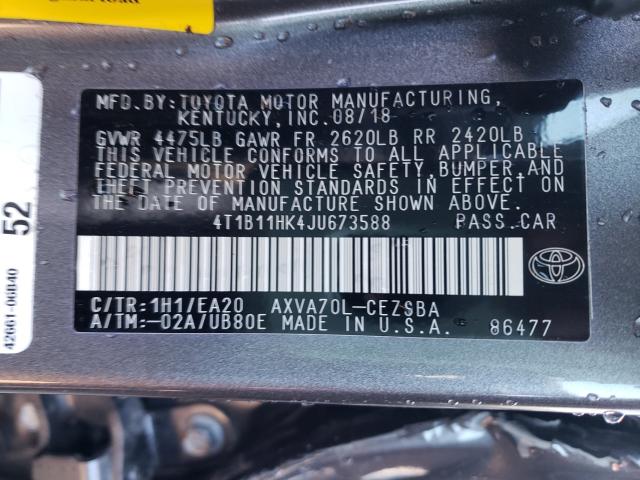 MFD. BY: TOYOTA MOTOR MANUFACTURING,
KENTUCKY, INC. 08/18
GVWR 4475LB GAWR FR 2620LB RR 2420LB
THIS VEHICLE CONFORMS TO ALL APPLICABLE
FEDERAL MOTOR VEHICLE SAFETY, BUMPER, AND
THEFT PREVENTION STANDARDS IN EFFECT ON
THE DATE OF MANUFACTURE SHOWN ABOVE.
4T1B11HK4JU673588 PASS.CAR
C/TR: 1H1/EA20 AXVA70L-CEZSBA
A/TM: -02A/UB80E MADE IN U.S.A. 86477
52
42661-06B40